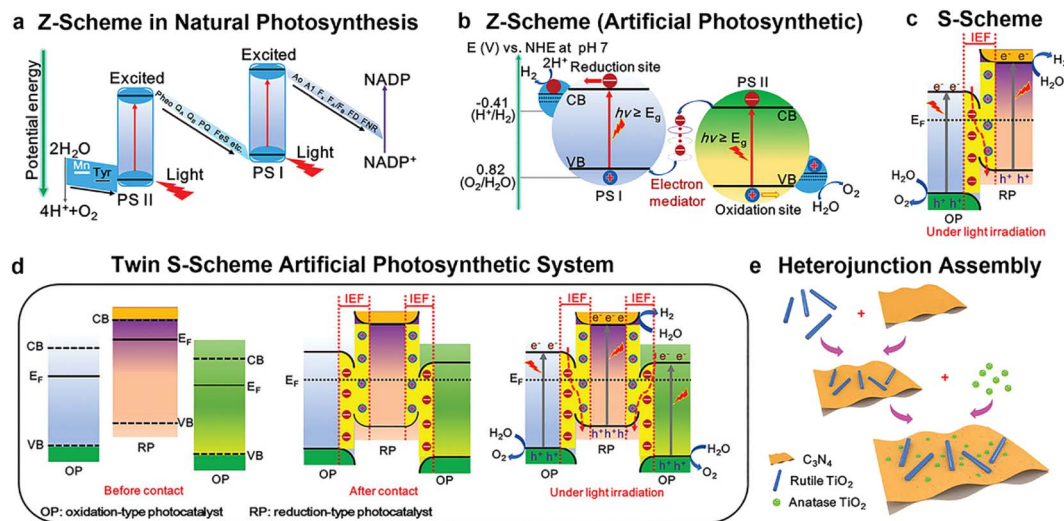 a Z-Scheme in Natural Photosynthesis
Potential energy
Excited
Excited
Pheo QA QB PQ FeS etc.
A0 A1 Fx FA/FB FD FNR
NADP
NADP+
2H2O
Mn
Tyr
4H++O2
PS II
Light
PS I
Light
b Z-Scheme (Artificial Photosynthetic)
E (V) vs. NHE at pH 7
H2
2H+
Reduction site
CB
-0.41
(H+/H2)
hν ≥ Eg
0.82
(O2/H2O)
VB
PS I
Electron
mediator
PS II
CB
hν ≥ Eg
VB
Oxidation site
O2
H2O
c S-Scheme
IEF
e- e-
H2
H2O
e- e-
EF
H2O
O2
h+ h+
OP
h+ h+
RP
Under light irradiation
d Twin S-Scheme Artificial Photosynthetic System
CB
EF
VB
OP
CB
EF
VB
RP
CB
EF
VB
OP
Before contact
IEF
IEF
EF
OP
RP
OP
After contact
IEF
IEF
e- e- e-
H2
H2O
e- e-
e- e-
EF
H2O
O2
h+ h+
h+h+h+
h+ h+
H2O
O2
OP
RP
OP
Under light irradiation
OP: oxidation-type photocatalyst
RP: reduction-type photocatalyst
e Heterojunction Assembly
+
+
C3N4
Rutile TiO2
Anatase TiO2